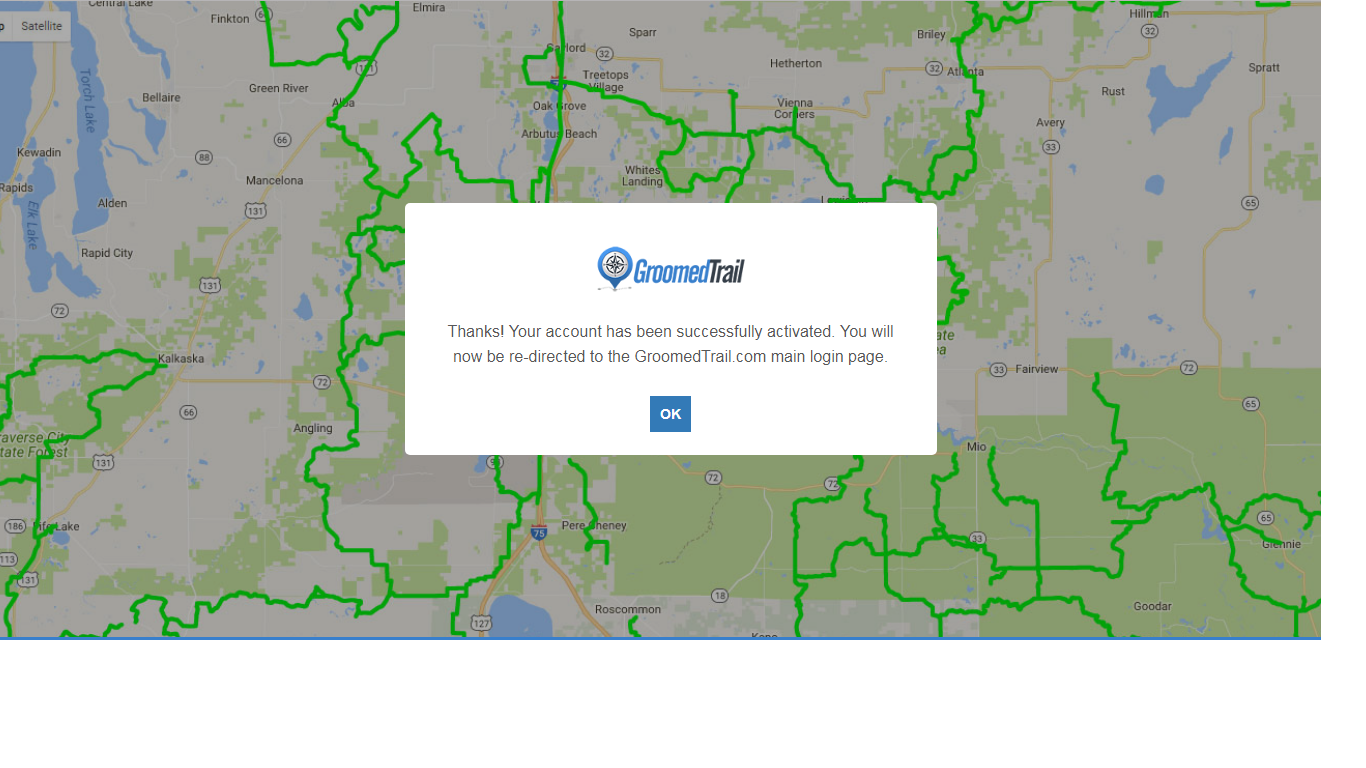 Central Lake
Elmira
Finkton
66
Hillman
Satellite
32
Sparr
Briley
Gaylord
32
Hetherton
Spratt
131
32
Atlanta
Treetops
Village
Torch Lake
Green River
Rust
Bellaire
Alba
Oak Grove
Vienna
Corners
Avery
Arbutus Beach
66
33
Kewadin
88
Whites
Landing
Mancelona
Rapids
Alden
131
65
Elk Lake
Rapid City
GroomedTrail
131
72
Thanks! Your account has been successfully activated. You will
now be re-directed to the GroomedTrail.com main login page.
Kalkaska
33
Fairview
72
72
OK
66
65
Angling
Traverse City
State Forest
Mio
131
72
72
186
Fife Lake
Pere Cheney
65
75
33
Glennie
113
131
18
Roscommon
Goodar
127